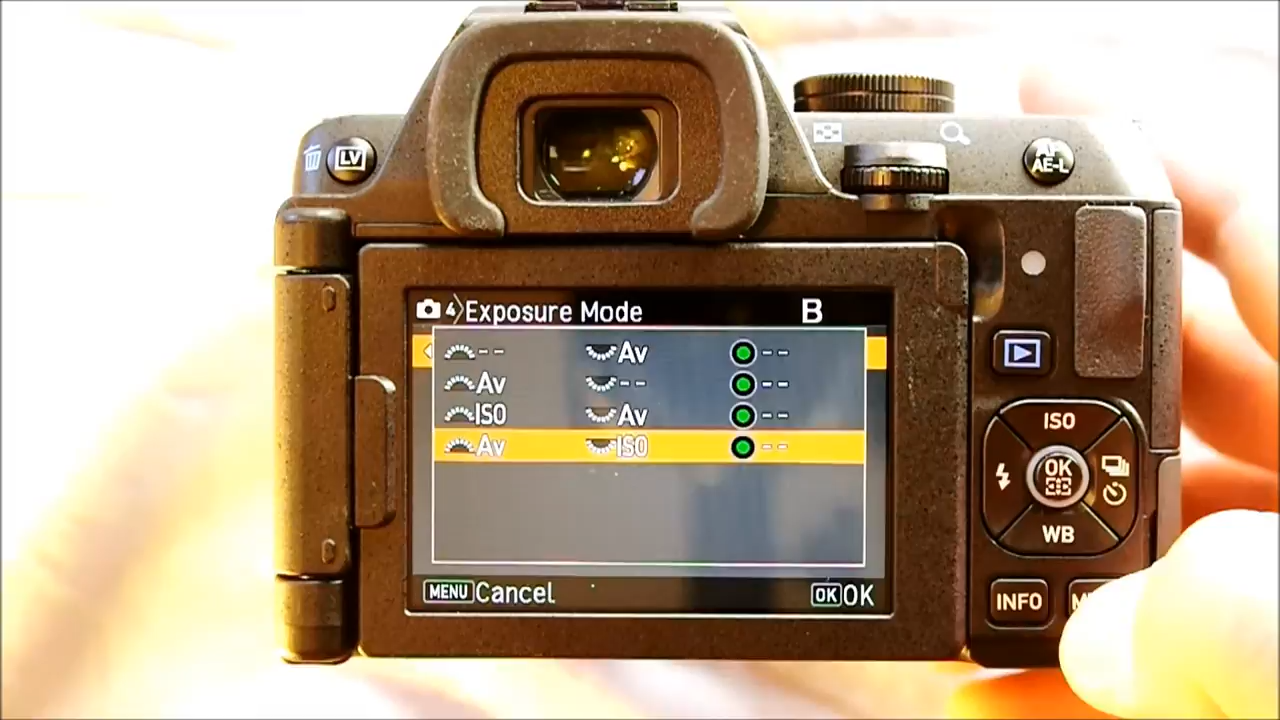 LV
AF
AE-L
4 Exposure Mode B
-- Av --
Av -- --
ISO Av --
Av ISO --
MENU Cancel OK OK
ISO
OK
WB
INFO